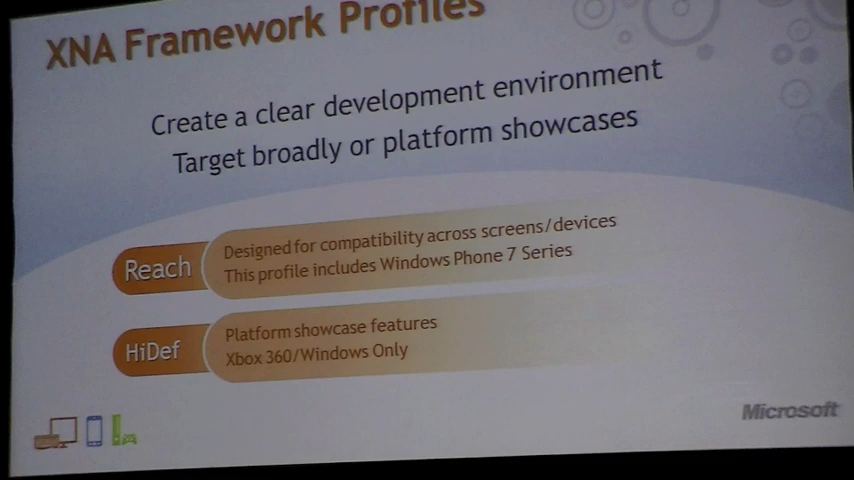 XNA Framework Profiles
Create a clear development environment
Target broadly or platform showcases
Reach
Designed for compatibility across screens/devices
This profile includes Windows Phone 7 Series
HiDef
Platform showcase features
Xbox 360/Windows Only
Microsoft